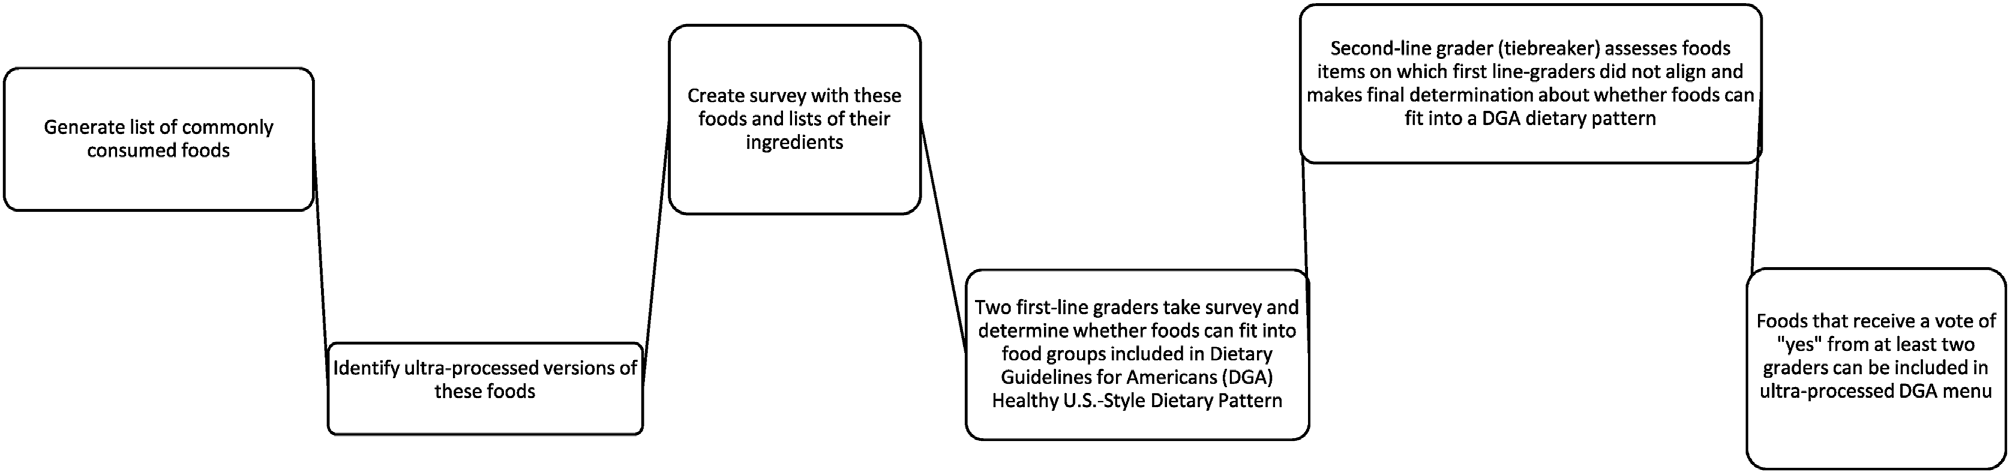 Generate list of commonly
consumed foods
Identify ultra-processed versions of
these foods
Create survey with these
foods and lists of their
ingredients
Two first-line graders take survey and
determine whether foods can fit into
food groups included in Dietary
Guidelines for Americans (DGA)
Healthy U.S.-Style Dietary Pattern
Second-line grader (tiebreaker) assesses foods
items on which first line-graders did not align and
makes final determination about whether foods can
fit into a DGA dietary pattern
Foods that receive a vote of
"yes" from at least two
graders can be included in
ultra-processed DGA menu